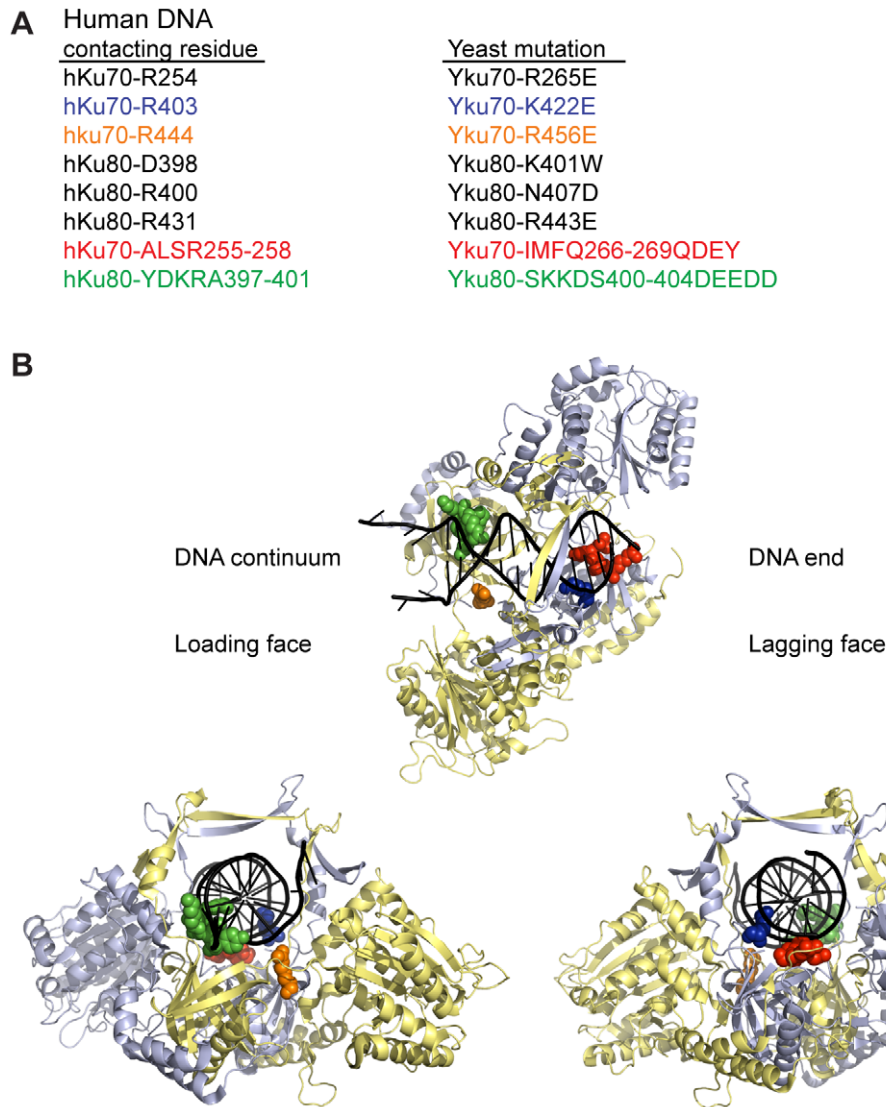 A
Human DNA
contacting residue Yeast mutation
hKu70-R254 Yku70-R265E
hKu70-R403 Yku70-K422E
hku70-R444 Yku70-R456E
hKu80-D398 Yku80-K401W
hKu80-R400 Yku80-N407D
hKu80-R431 Yku80-R443E
hKu70-ALSR255-258 Yku70-IMFQ266-269QDEY
hKu80-YDKRA397-401 Yku80-SKKDS400-404DEEDD
B
DNA continuum DNA end
Loading face Lagging face